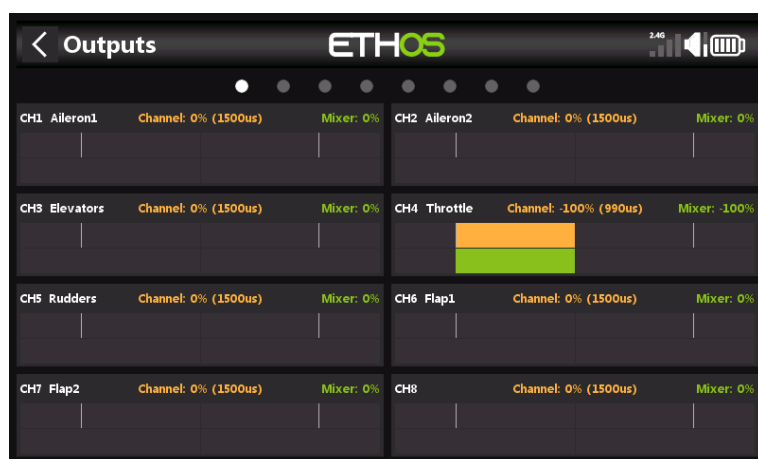 Outputs ETHOS 2.4G
CH1 Aileron1 Channel: 0% (1500us) Mixer: 0%
CH2 Aileron2 Channel: 0% (1500us) Mixer: 0%
CH3 Elevators Channel: 0% (1500us) Mixer: 0%
CH4 Throttle Channel: -100% (990us) Mixer: -100%
CH5 Rudders Channel: 0% (1500us) Mixer: 0%
CH6 Flap1 Channel: 0% (1500us) Mixer: 0%
CH7 Flap2 Channel: 0% (1500us) Mixer: 0%
CH8 Channel: 0% (1500us) Mixer: 0%